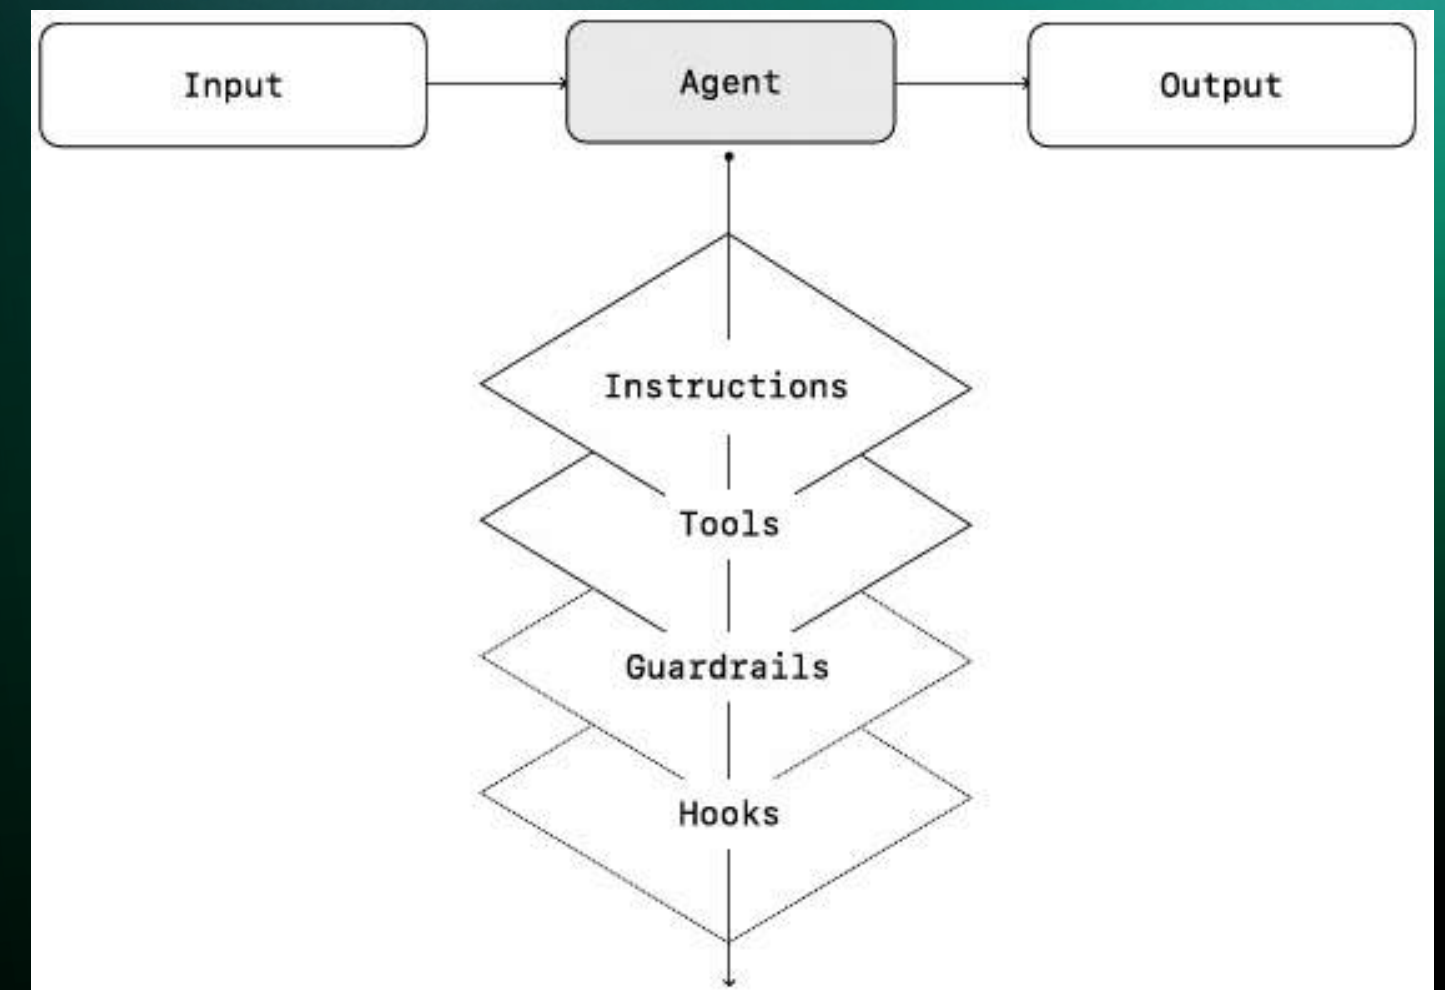 Input
Agent
Output
Instructions
Tools
Guardrails
Hooks